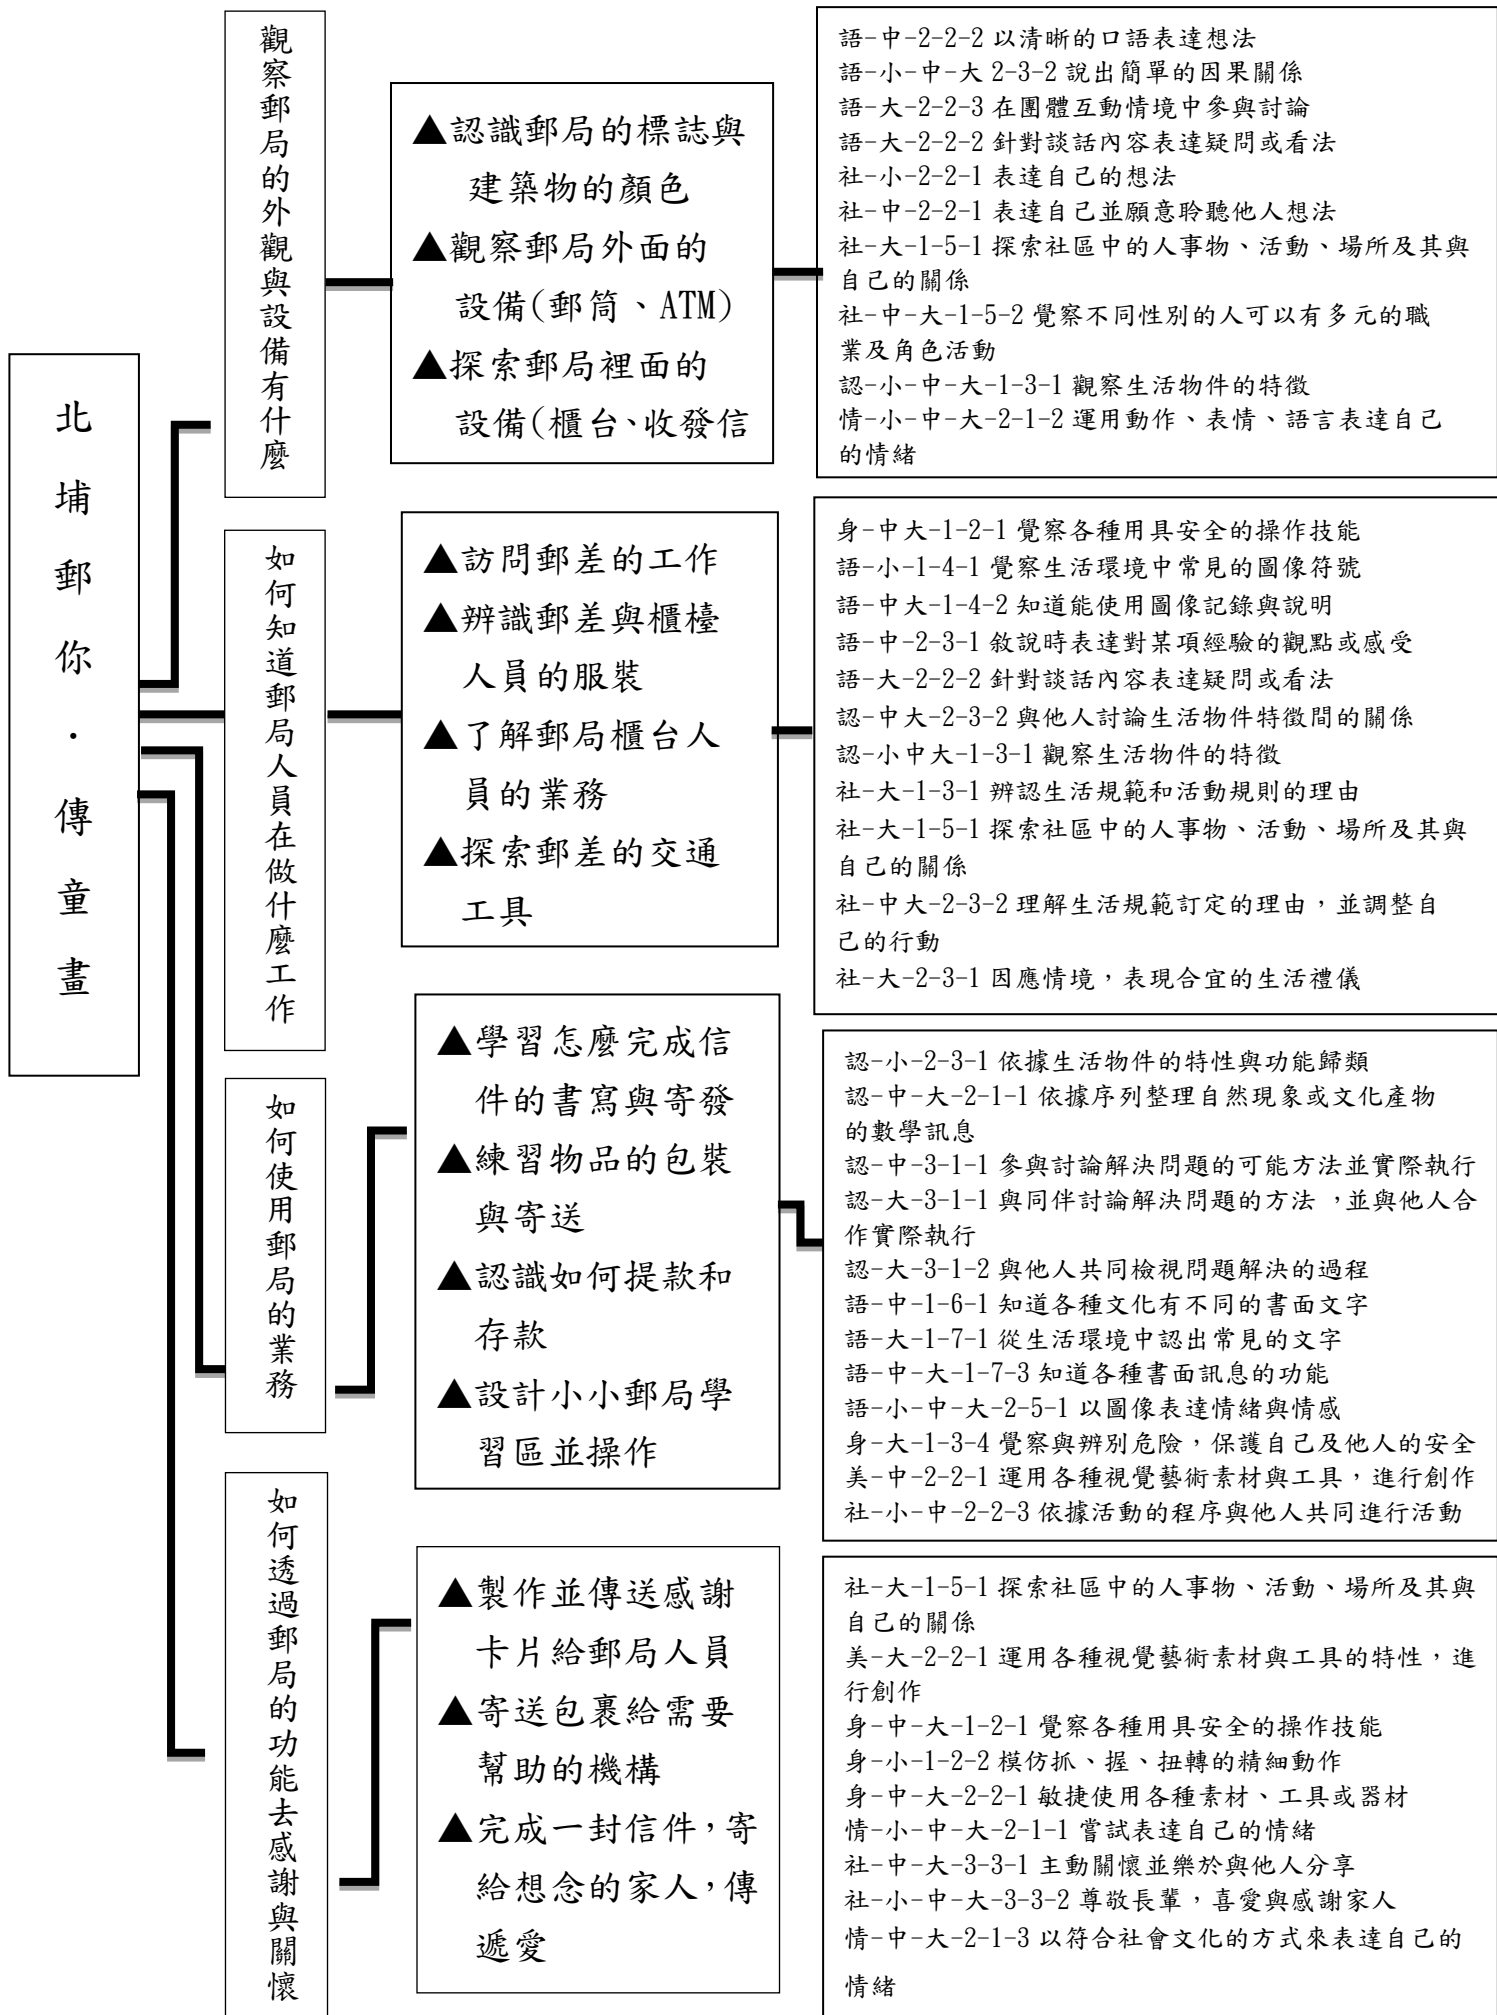 北埔郵你・傳童畫
觀察郵局的外觀與設備有什麼
▲認識郵局的標誌與
建築物的顏色
▲觀察郵局外面的
設備(郵筒、ATM)
▲探索郵局裡面的
設備(櫃台、收發信
語-中-2-2-2 以清晰的口語表達想法
語-小-中-大 2-3-2 說出簡單的因果關係
語-大-2-2-3 在團體互動情境中參與討論
語-大-2-2-2 針對談話內容表達疑問或看法
社-小-2-2-1 表達自己的想法
社-中-2-2-1 表達自己並願意聆聽他人想法
社-大-1-5-1 探索社區中的人事物、活動、場所及其與
自己的關係
社-中-大-1-5-2 覺察不同性別的人可以有多元的職
業及角色活動
認-小-中-大-1-3-1 觀察生活物件的特徵
情-小-中-大-2-1-2 運用動作、表情、語言表達自己
的情緒
如何知道郵局人員在做什麼工作
▲訪問郵差的工作
▲辨識郵差與櫃檯
人員的服裝
▲了解郵局櫃台人
員的業務
▲探索郵差的交通
工具
身-中大-1-2-1 覺察各種用具安全的操作技能
語-小-1-4-1 覺察生活環境中常見的圖像符號
語-中大-1-4-2 知道能使用圖像記錄與說明
語-中-2-3-1 敘說時表達對某項經驗的觀點或感受
語-大-2-2-2 針對談話內容表達疑問或看法
認-中大-2-3-2 與他人討論生活物件特徵間的關係
認-小中大-1-3-1 觀察生活物件的特徵
社-大-1-3-1 辨認生活規範和活動規則的理由
社-大-1-5-1 探索社區中的人事物、活動、場所及其與
自己的關係
社-中大-2-3-2 理解生活規範訂定的理由，並調整自
己的行動
社-大-2-3-1 因應情境，表現合宜的生活禮儀
如何使用郵局的業務
▲學習怎麼完成信
件的書寫與寄發
▲練習物品的包裝
與寄送
▲認識如何提款和
存款
▲設計小小郵局學
習區並操作
認-小-2-3-1 依據生活物件的特性與功能歸類
認-中-大-2-1-1 依據序列整理自然現象或文化產物
的數學訊息
認-中-3-1-1 參與討論解決問題的可能方法並實際執行
認-大-3-1-1 與同伴討論解決問題的方法 ，並與他人合
作實際執行
認-大-3-1-2 與他人共同檢視問題解決的過程
語-中-1-6-1 知道各種文化有不同的書面文字
語-大-1-7-1 從生活環境中認出常見的文字
語-中-大-1-7-3 知道各種書面訊息的功能
語-小-中-大-2-5-1 以圖像表達情緒與情感
身-大-1-3-4 覺察與辨別危險，保護自己及他人的安全
美-中-2-2-1 運用各種視覺藝術素材與工具，進行創作
社-小-中-2-2-3 依據活動的程序與他人共同進行活動
如何透過郵局的功能去感謝與關懷
▲製作並傳送感謝
卡片給郵局人員
▲寄送包裹給需要
幫助的機構
▲完成一封信件，寄
給想念的家人，傳
遞愛
社-大-1-5-1 探索社區中的人事物、活動、場所及其與
自己的關係
美-大-2-2-1 運用各種視覺藝術素材與工具的特性，進
行創作
身-中-大-1-2-1 覺察各種用具安全的操作技能
身-小-1-2-2 模仿抓、握、扭轉的精細動作
身-中-大-2-2-1 敏捷使用各種素材、工具或器材
情-小-中-大-2-1-1 嘗試表達自己的情緒
社-中-大-3-3-1 主動關懷並樂於與他人分享
社-小-中-大-3-3-2 尊敬長輩，喜愛與感謝家人
情-中-大-2-1-3 以符合社會文化的方式來表達自己的
情緒